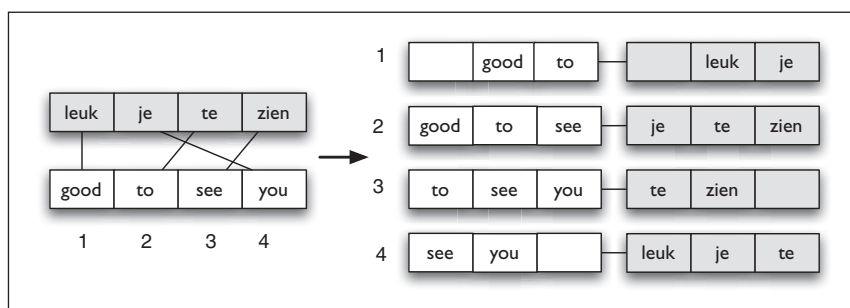 leuk je te zien
good to see you
1 2 3 4
1 good to leuk je
2 good to see je te zien
3 to see you te zien
4 see you leuk je te